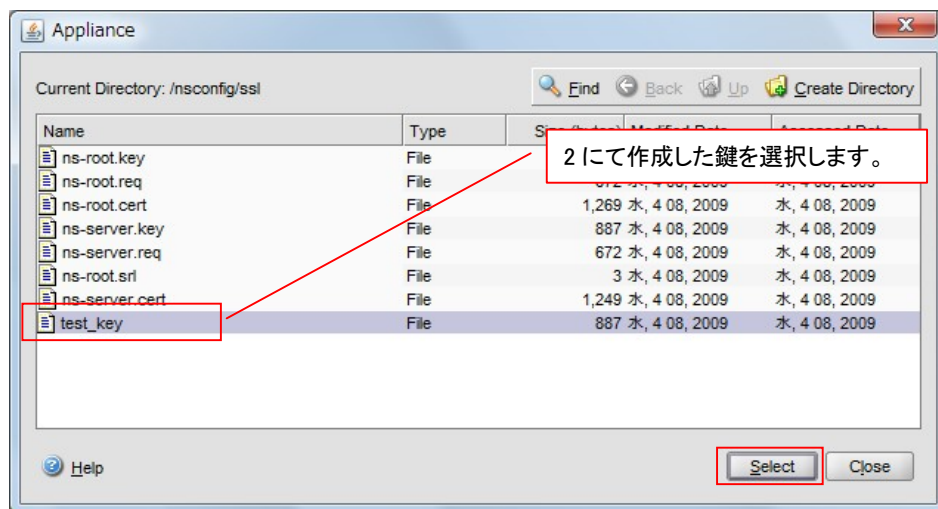 Appliance
Current Directory: /nsconfig/ssl
Find Back Up Create Directory
Name Type
2 にて作成した鍵を選択します。
ns-root.key File
ns-root.req File
ns-root.cert File 1,269 水, 4 08, 2009 水, 4 08, 2009
ns-server.key File 887 水, 4 08, 2009 水, 4 08, 2009
ns-server.req File 672 水, 4 08, 2009 水, 4 08, 2009
ns-root.srl File 3 水, 4 08, 2009 水, 4 08, 2009
ns-server.cert File 1,249 水, 4 08, 2009 水, 4 08, 2009
test_key File 887 水, 4 08, 2009 水, 4 08, 2009
Help Select Close